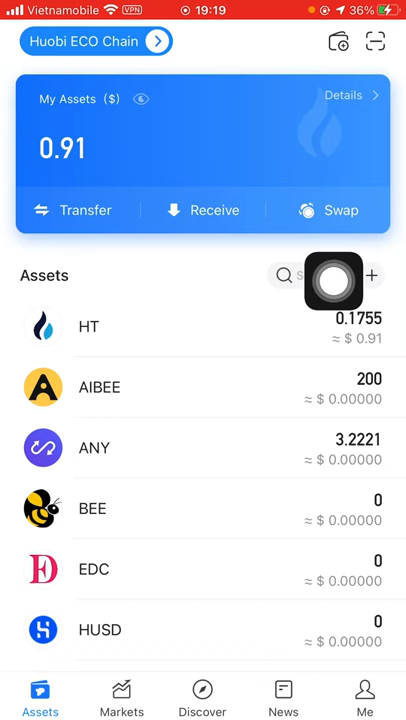 Vietnamobile VPN 19:19 36%
Huobi ECO Chain
My Assets ($) Details
0.91
Transfer Receive Swap
Assets
HT 0.1755
≈ $ 0.91
AIBEE 200
≈ $ 0.00000
ANY 3.2221
≈ $ 0.00000
BEE 0
≈ $ 0.00000
EDC 0
≈ $ 0.00000
HUSD 0
≈ $ 0.00000
Assets Markets Discover News Me